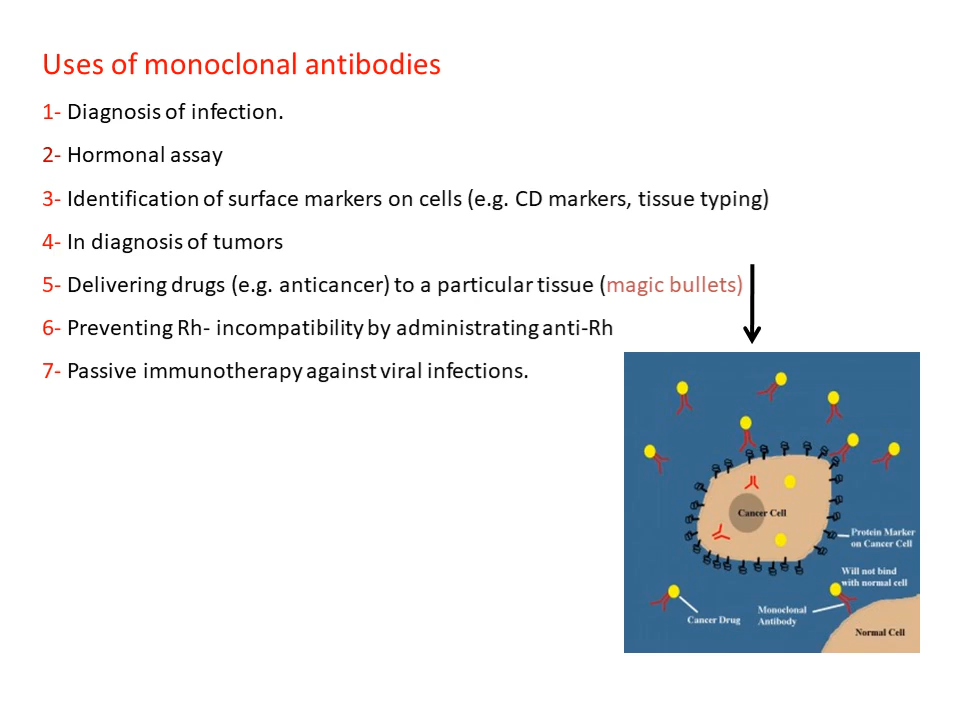 Uses of monoclonal antibodies
1- Diagnosis of infection.
2- Hormonal assay
3- Identification of surface markers on cells (e.g. CD markers, tissue typing)
4- In diagnosis of tumors
5- Delivering drugs (e.g. anticancer) to a particular tissue (magic bullets)
6- Preventing Rh- incompatibility by administrating anti-Rh
7- Passive immunotherapy against viral infections.
Cancer Cell
Protein Marker
on Cancer Cell
Will not bind
with normal cell
Cancer Drug
Monoclonal
Antibody
Normal Cell